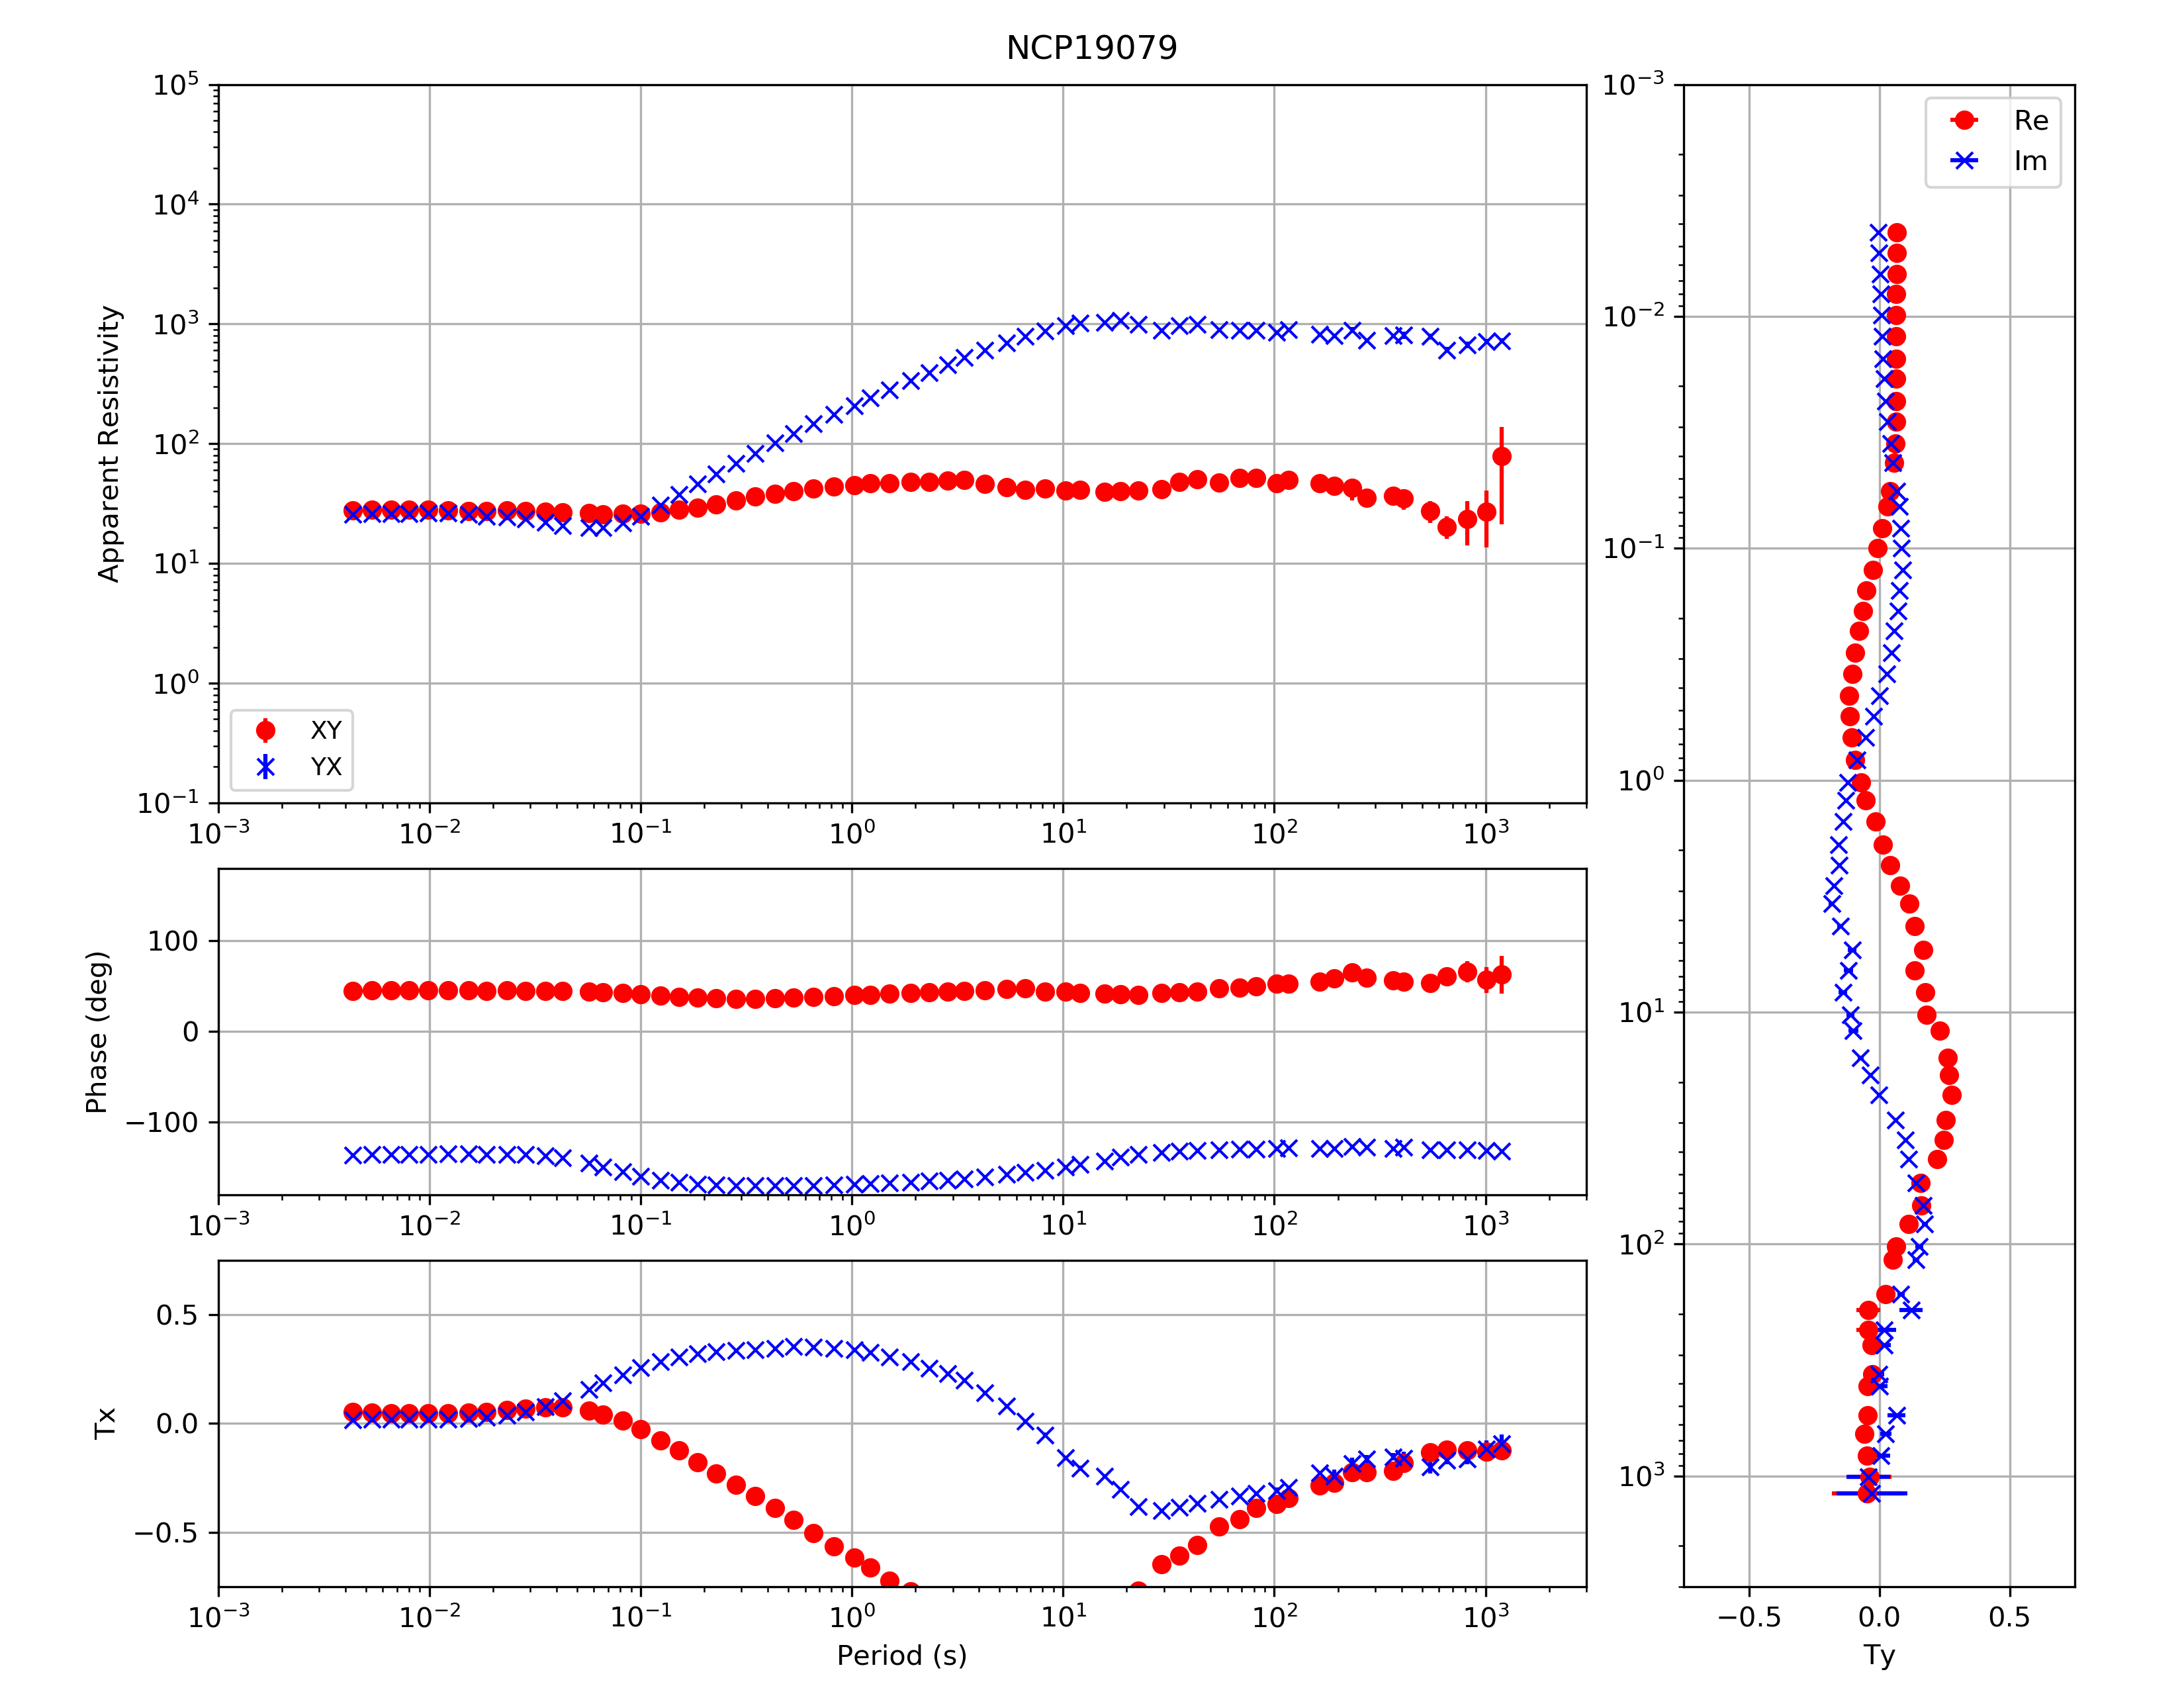 NCP19079
10⁵
10⁴
10³
10²
10¹
10⁰
10⁻¹
Apparent Resistivity
XY
YX
10⁻³ 10⁻² 10⁻¹ 10⁰ 10¹ 10² 10³
100
0
−100
Phase (deg)
10⁻³ 10⁻² 10⁻¹ 10⁰ 10¹ 10² 10³
0.5
0.0
−0.5
Tx
10⁻³ 10⁻² 10⁻¹ 10⁰ 10¹ 10² 10³
Period (s)
10⁻³
10⁻²
10⁻¹
10⁰
10¹
10²
10³
Re
Im
−0.5 0.0 0.5
Ty